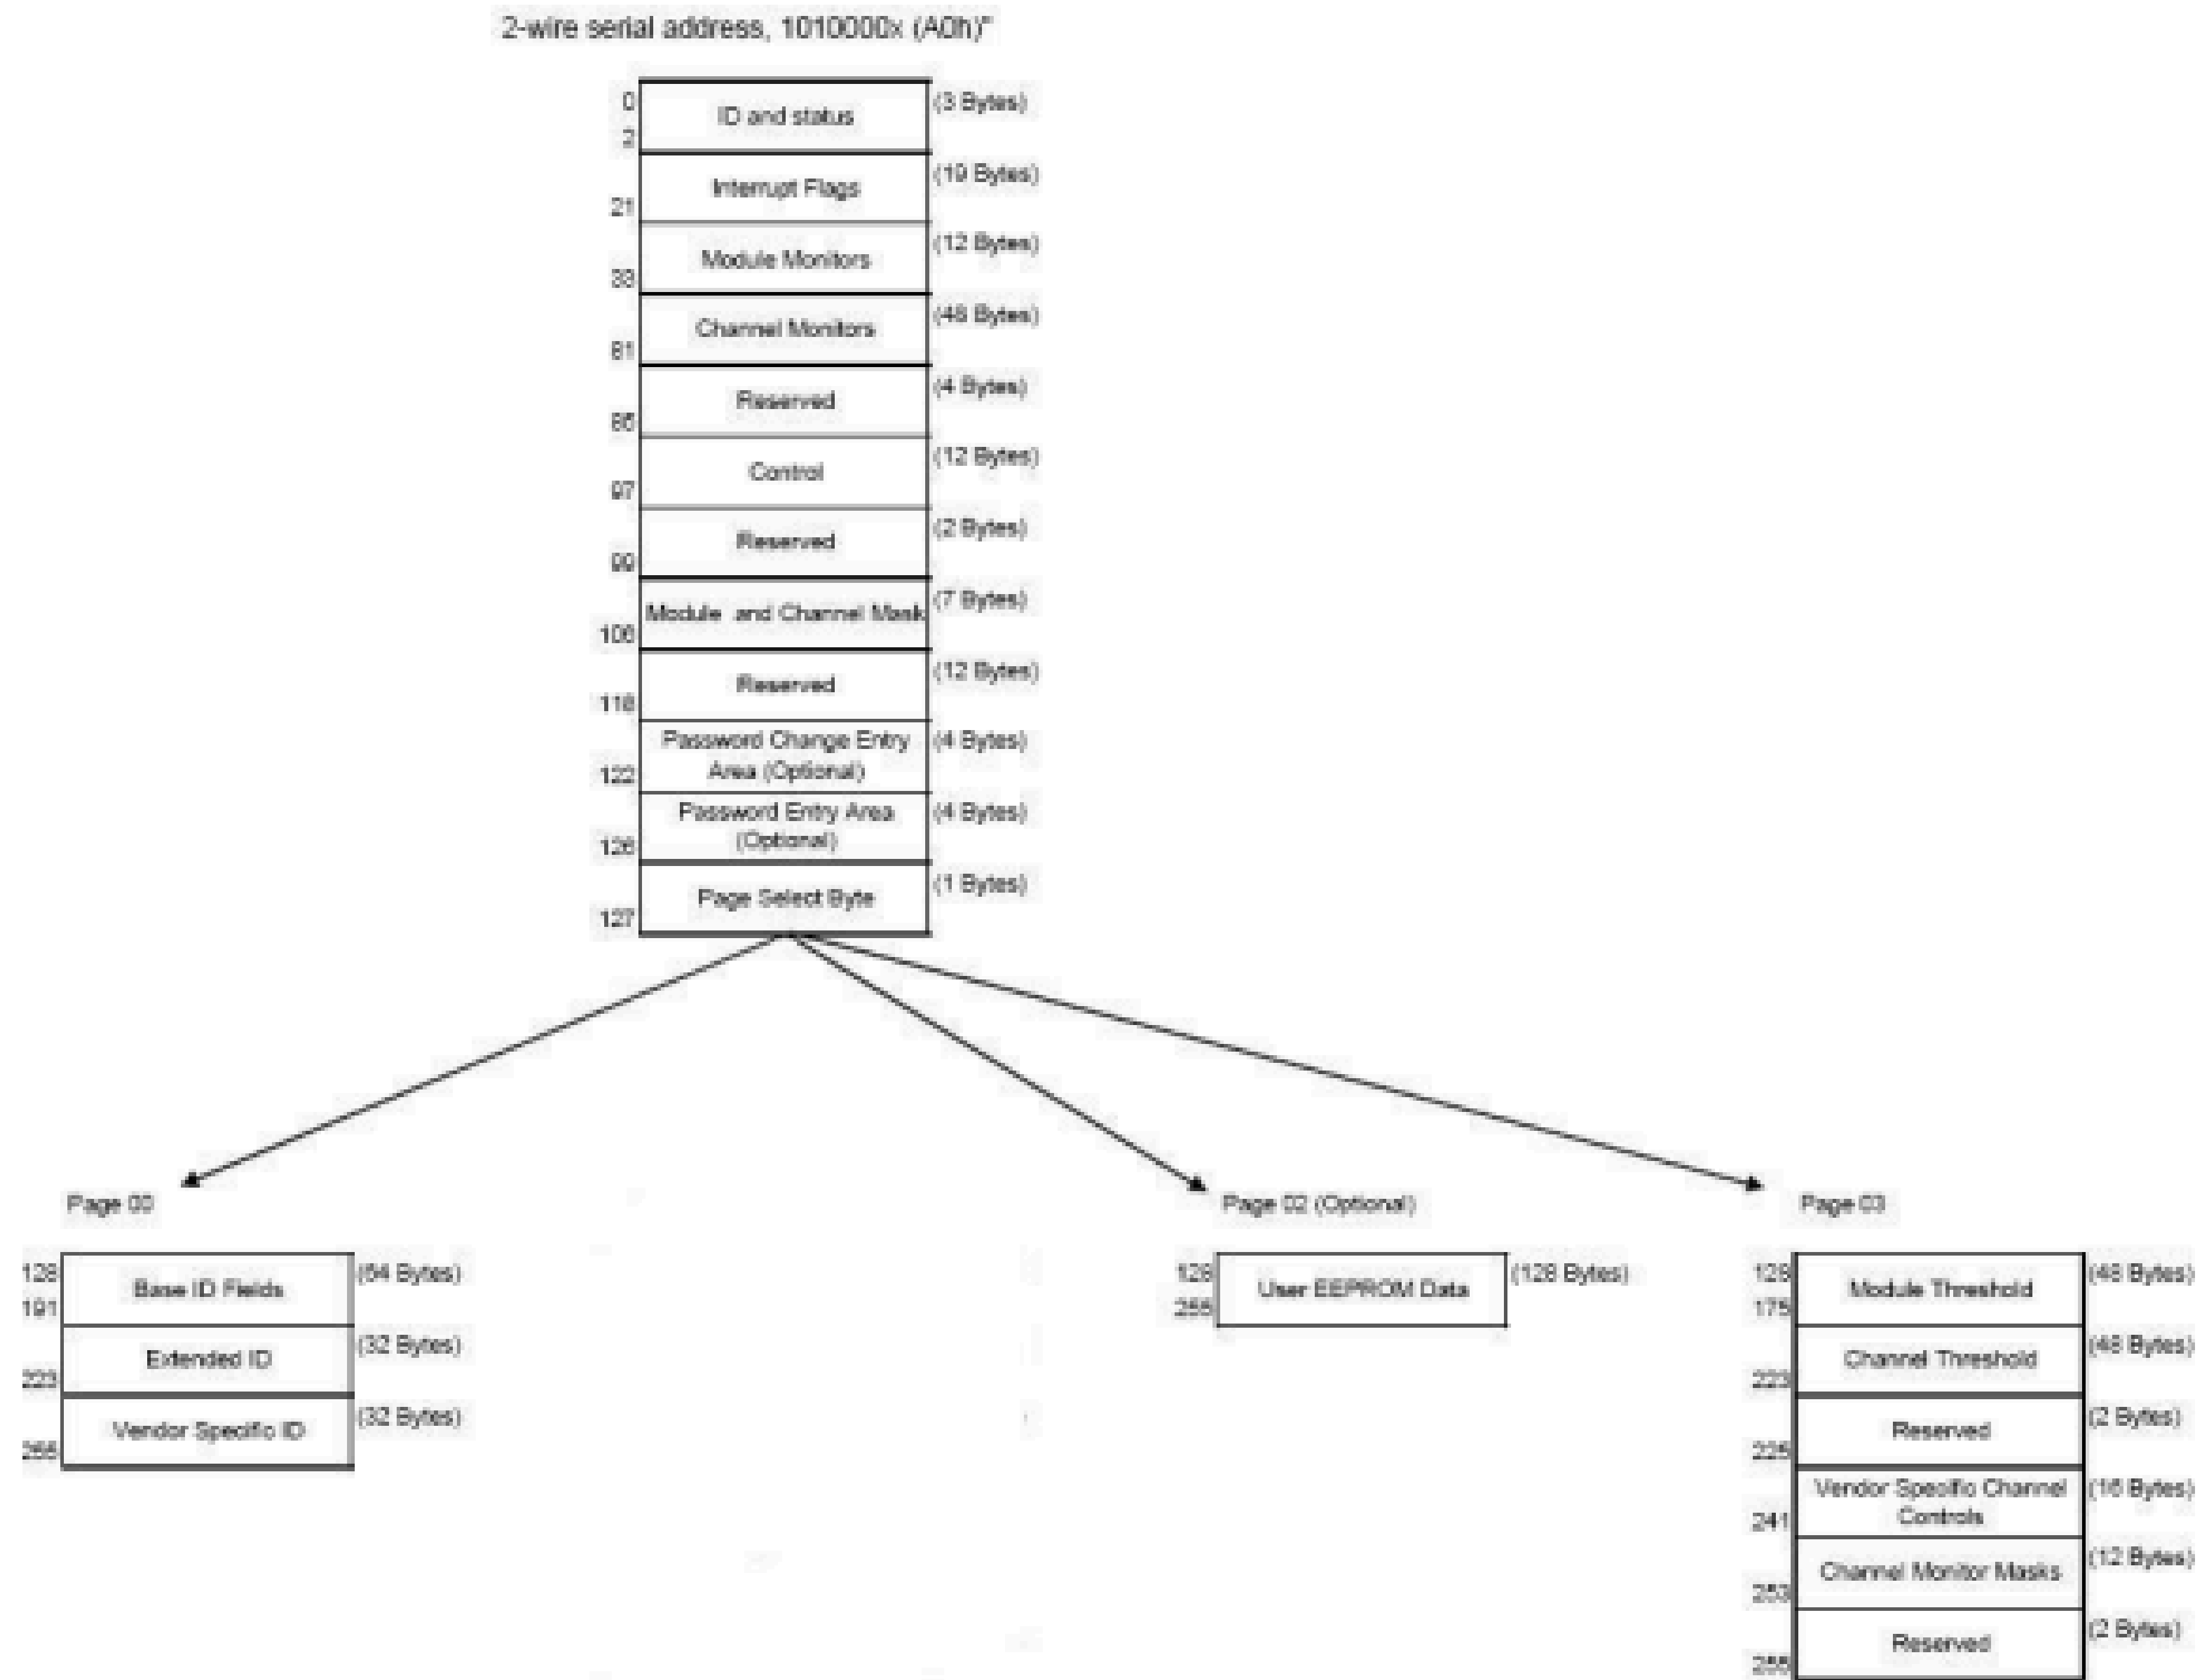 2-wire serial address, 1010000x (A0h)"
0
ID and status
(3 Bytes)
2
Interrupt Flags
(19 Bytes)
21
Module Monitors
(12 Bytes)
33
Channel Monitors
(48 Bytes)
81
Reserved
(4 Bytes)
85
Control
(12 Bytes)
97
Reserved
(2 Bytes)
99
Module and Channel Mask
(7 Bytes)
106
Reserved
(12 Bytes)
118
Password Change Entry
Area (Optional)
(4 Bytes)
122
Password Entry Area
(Optional)
(4 Bytes)
126
Page Select Byte
(1 Bytes)
127
Page 00
128
Base ID Fields
(64 Bytes)
191
Extended ID
(32 Bytes)
223
Vendor Specific ID
(32 Bytes)
255
Page 02 (Optional)
128
User EEPROM Data
(128 Bytes)
255
Page 03
128
Module Threshold
(48 Bytes)
175
Channel Threshold
(48 Bytes)
223
Reserved
(2 Bytes)
225
Vendor Specific Channel
Controls
(16 Bytes)
241
Channel Monitor Masks
(12 Bytes)
253
Reserved
(2 Bytes)
255